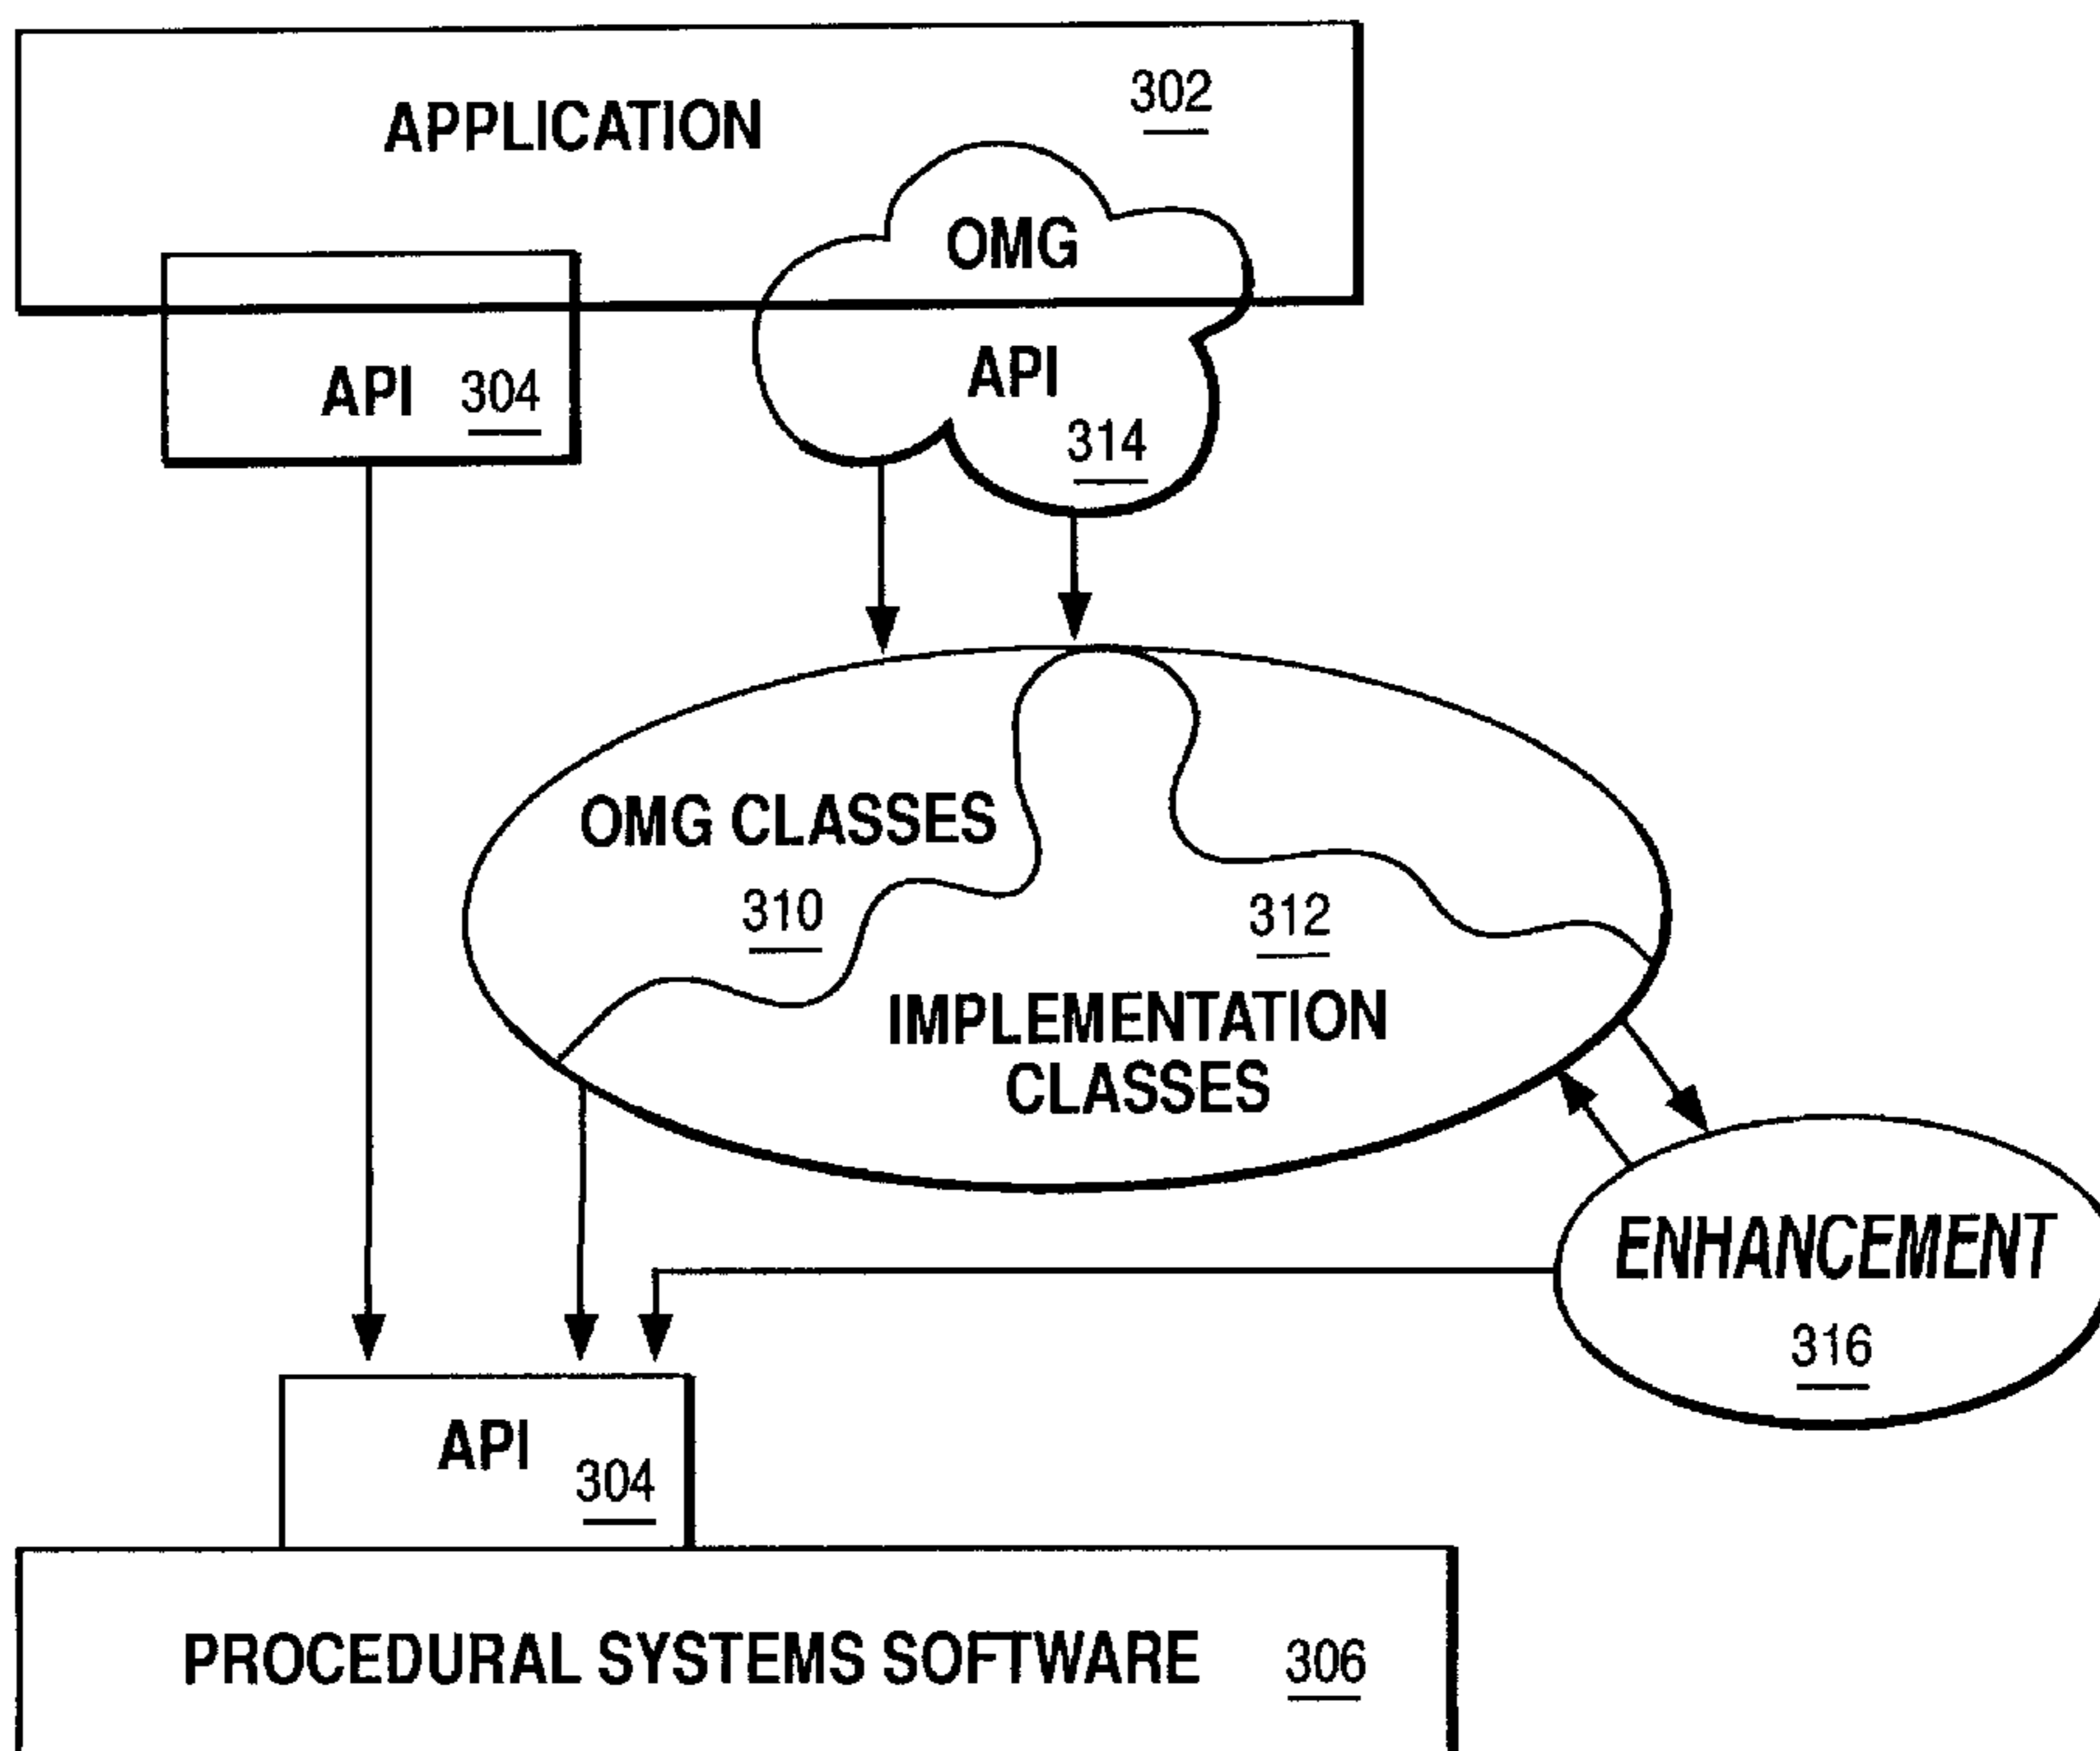 APPLICATION
302
OMG
API
314
API 304
OMG CLASSES
310
312
IMPLEMENTATION
CLASSES
ENHANCEMENT
316
API
304
PROCEDURAL SYSTEMS SOFTWARE 306